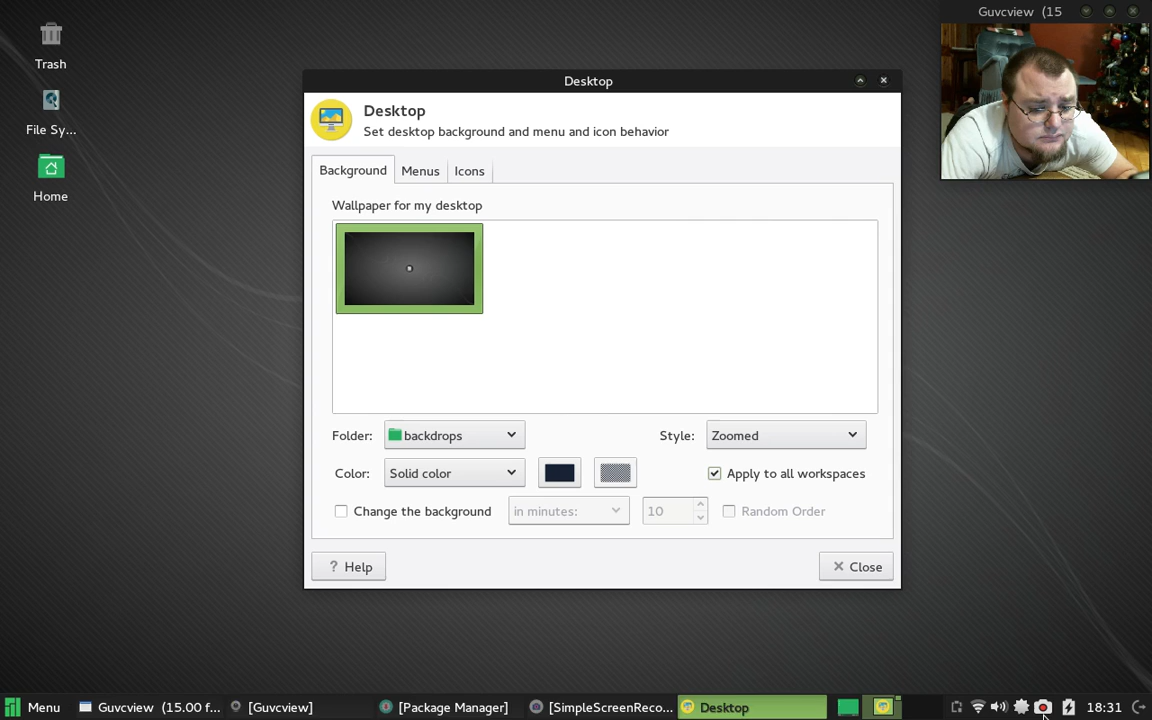 Guvcview (15
Trash
File Sy...
Home
Desktop
Desktop
Set desktop background and menu and icon behavior
Background Menus Icons
Wallpaper for my desktop
Folder: backdrops Style: Zoomed
Color: Solid color Apply to all workspaces
Change the background in minutes: 10 Random Order
? Help Close
Menu Guvcview (15.00 f... [Guvcview] [Package Manager] [SimpleScreenReco... Desktop 18:31